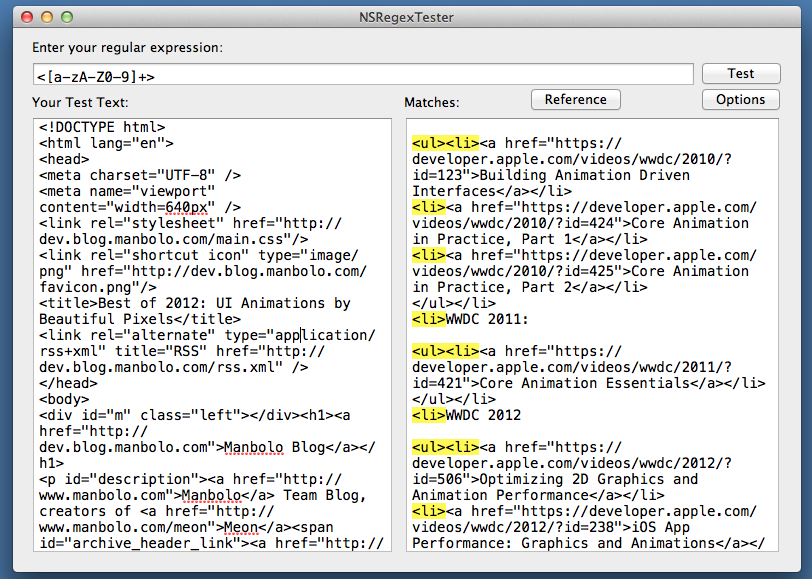 NSRegexTester
Enter your regular expression:
<[a-zA-Z0-9]+>
Test
Your Test Text:
Matches:
Reference
Options
<!DOCTYPE html>
<html lang="en">
<head>
<meta charset="UTF-8" />
<meta name="viewport"
content="width=640px" />
<link rel="stylesheet" href="http://
dev.blog.manbolo.com/main.css"/>
<link rel="shortcut icon" type="image/
png" href="http://dev.blog.manbolo.com/
favicon.png"/>
<title>Best of 2012: UI Animations by
Beautiful Pixels</title>
<link rel="alternate" type="application/
rss+xml" title="RSS" href="http://
dev.blog.manbolo.com/rss.xml" />
</head>
<body>
<div id="m" class="left"></div><h1><a
href="http://
dev.blog.manbolo.com">Manbolo Blog</a></
h1>
<p id="description"><a href="http://
www.manbolo.com">Manbolo</a> Team Blog,
creators of <a href="http://
www.manbolo.com/meon">Meon</a><span
id="archive_header_link"><a href="http://
<ul><li><a href="https://
developer.apple.com/videos/wwdc/2010/?
id=123">Building Animation Driven
Interfaces</a></li>
<li><a href="https://developer.apple.com/
videos/wwdc/2010/?id=424">Core Animation
in Practice, Part 1</a></li>
<li><a href="https://developer.apple.com/
videos/wwdc/2010/?id=425">Core Animation
in Practice, Part 2</a></li>
</ul></li>
<li>WWDC 2011:
<ul><li><a href="https://
developer.apple.com/videos/wwdc/2011/?
id=421">Core Animation Essentials</a></li>
</ul></li>
<li>WWDC 2012
<ul><li><a href="https://
developer.apple.com/videos/wwdc/2012/?
id=506">Optimizing 2D Graphics and
Animation Performance</a></li>
<li><a href="https://developer.apple.com/
videos/wwdc/2012/?id=238">iOS App
Performance: Graphics and Animations</a></